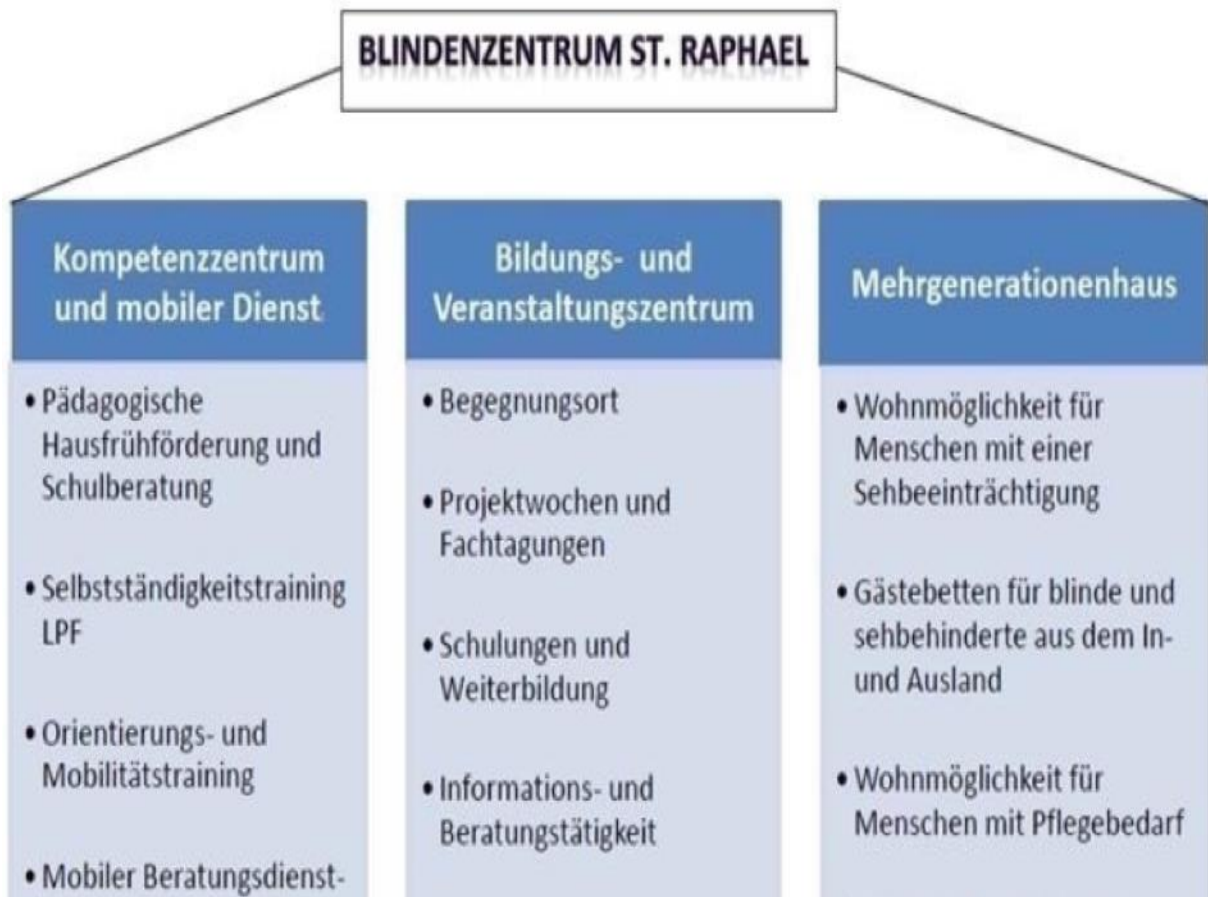 BLINDENZENTRUM ST. RAPHAEL
Kompetenzzentrum
und mobiler Dienst
• Pädagogische
Hausfrühförderung und
Schulberatung
• Selbstständigkeitstraining
LPF
• Orientierungs- und
Mobilitätstraining
• Mobiler Beratungsdienst-
Bildungs- und
Veranstaltungszentrum
• Begegnungsort
• Projektwochen und
Fachtagungen
• Schulungen und
Weiterbildung
• Informations- und
Beratungstätigkeit
Mehrgenerationenhaus
• Wohnmöglichkeit für
Menschen mit einer
Sehbeeinträchtigung
• Gästebetten für blinde und
sehbehinderte aus dem In-
und Ausland
• Wohnmöglichkeit für
Menschen mit Pflegebedarf